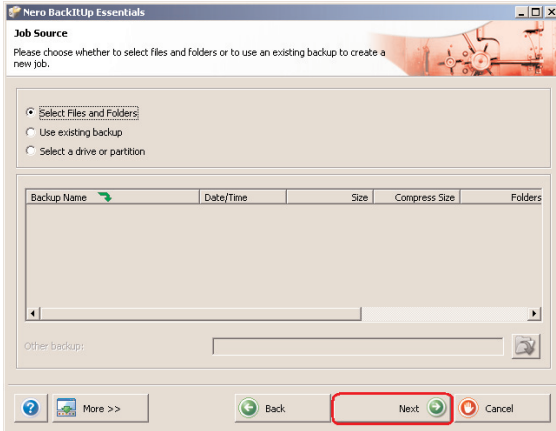 Nero BackItUp Essentials
Job Source
Please choose whether to select files and folders or to use an existing backup to create a
new job.
Select Files and Folders
Use existing backup
Select a drive or partition
Backup Name Date/Time Size Compress Size Folders
Other backup:
More >> Back Next Cancel